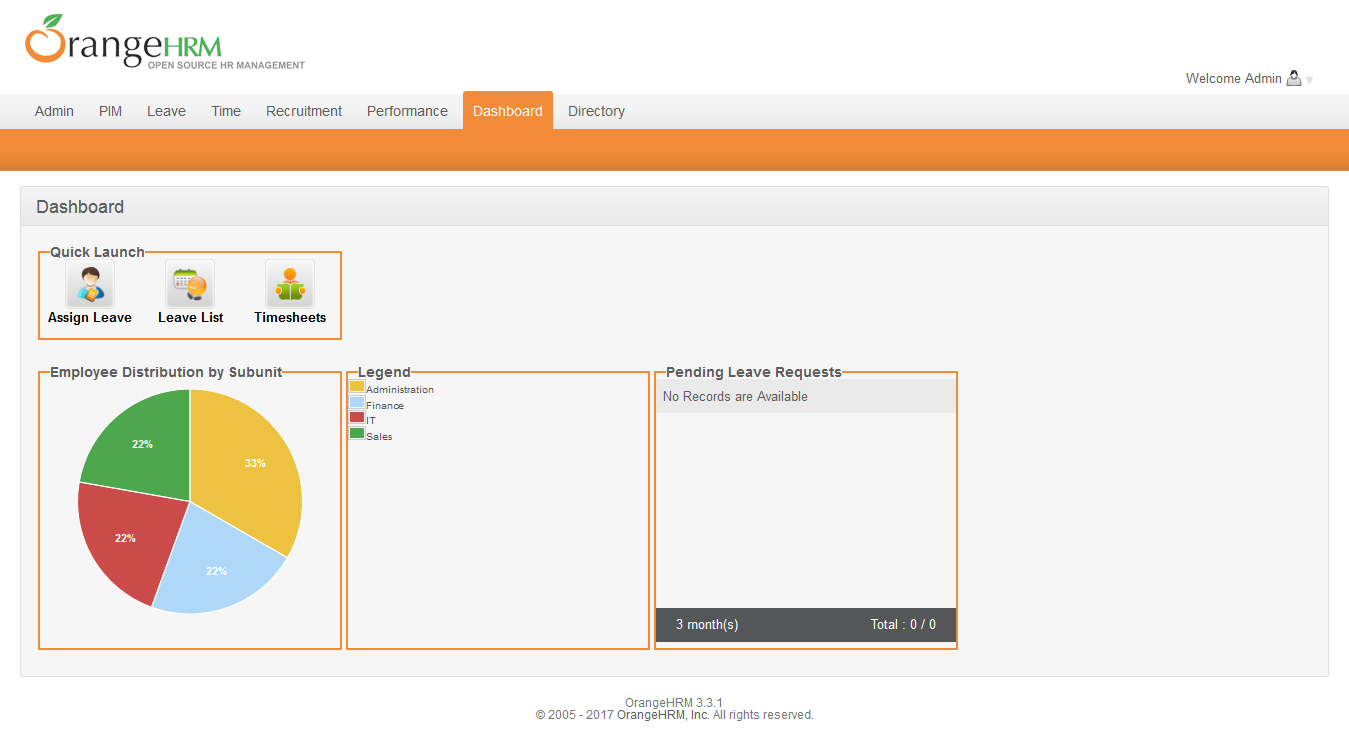 OrangeHRM
OPEN SOURCE HR MANAGEMENT
Welcome Admin
Admin PIM Leave Time Recruitment Performance Dashboard Directory
Dashboard
Quick Launch
Assign Leave Leave List Timesheets
Employee Distribution by Subunit
22%
33%
22%
22%
Legend
Administration
Finance
IT
Sales
Pending Leave Requests
No Records are Available
3 month(s) Total : 0 / 0
OrangeHRM 3.3.1
© 2005 - 2017 OrangeHRM, Inc. All rights reserved.